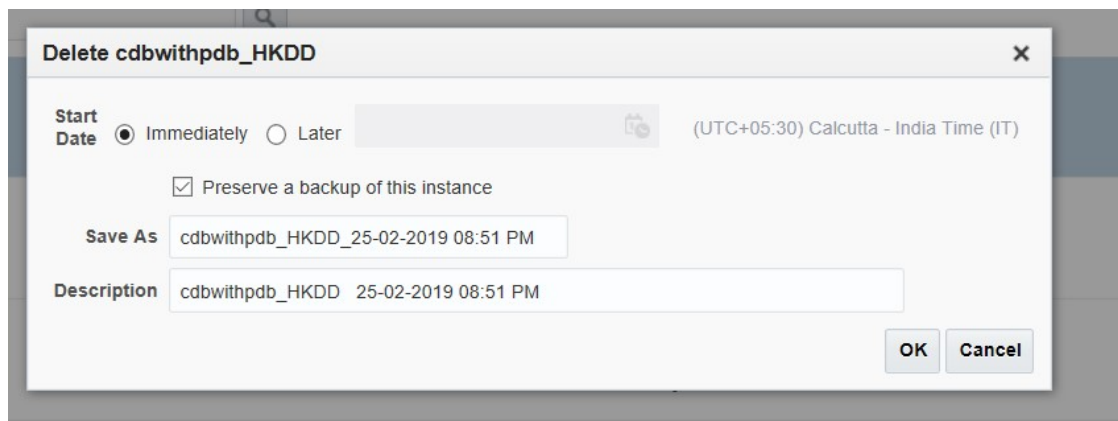 Delete cdbwithpdb_HKDD
Start Date Immediately Later (UTC+05:30) Calcutta - India Time (IT)
Preserve a backup of this instance
Save As cdbwithpdb_HKDD_25-02-2019 08:51 PM
Description cdbwithpdb_HKDD   25-02-2019 08:51 PM
OK Cancel